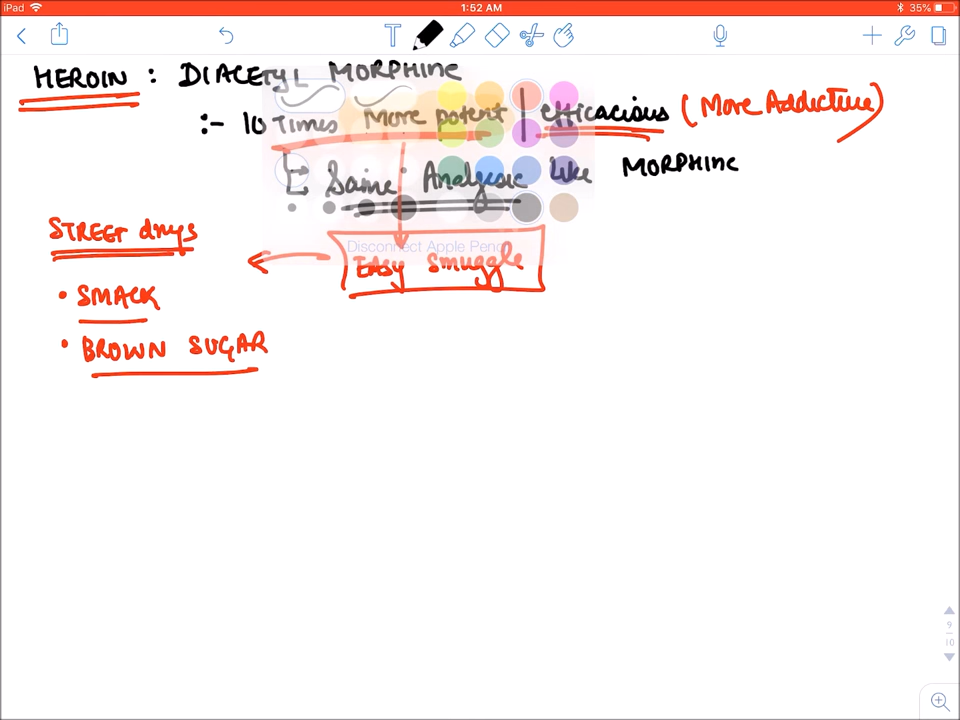 iPad 1:52 AM 35%
T
HEROIN : DIACETYL MORPHINE
:- 10 Times More potent | efficacious (More Addictive)
Same Analgesic like MORPHINE
Disconnect Apple Penc
STREET drugs
EASY Smuggle
• SMACK
• BROWN SUGAR
9
10